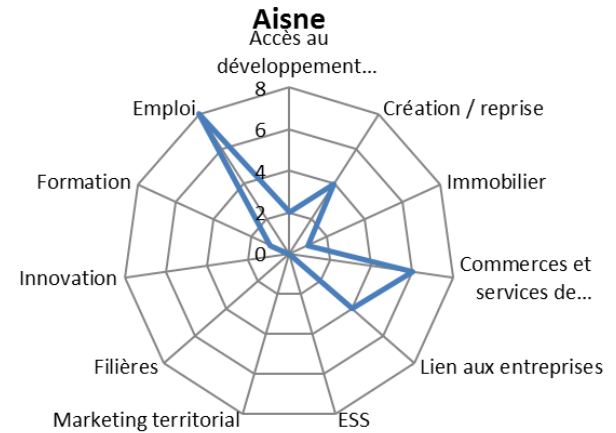 Aisne
Accès au
développement...
8
6
4
2
0
Création / reprise
Immobilier
Commerces et
services de...
Lien aux entreprises
ESS
Marketing territorial
Filières
Innovation
Formation
Emploi